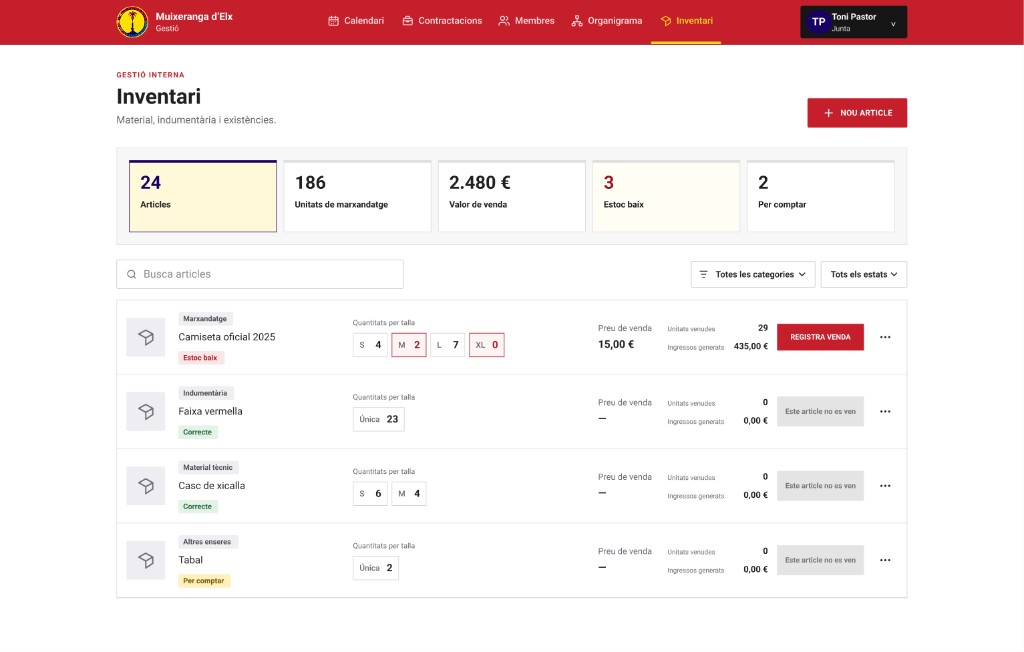 Muixeranga d'Elx
Gestió
Calendari
Contractacions
Membres
Organigrama
Inventari
TP
Toni Pastor
Junta
GESTIÓ INTERNA
Inventari
Material, indumentària i existències.
NOU ARTICLE
24
Articles
186
Unitats de marxandatge
2.480 €
Valor de venda
3
Estoc baix
2
Per comptar
Busca articles
Totes les categories
Tots els estats
Marxandatge
Camiseta oficial 2025
Estoc baix
Quantitats per talla
S 4
M 2
L 7
XL 0
Preu de venda
15,00 €
Unitats venudes 29
Ingressos generats 435,00 €
REGISTRA VENDA
Indumentària
Faixa vermella
Correcte
Quantitats per talla
Única 23
Preu de venda
—
Unitats venudes 0
Ingressos generats 0,00 €
Este article no es ven
Material tècnic
Casc de xicalla
Correcte
Quantitats per talla
S 6
M 4
Preu de venda
—
Unitats venudes 0
Ingressos generats 0,00 €
Este article no es ven
Altres enseres
Tabal
Per comptar
Quantitats per talla
Única 2
Preu de venda
—
Unitats venudes 0
Ingressos generats 0,00 €
Este article no es ven